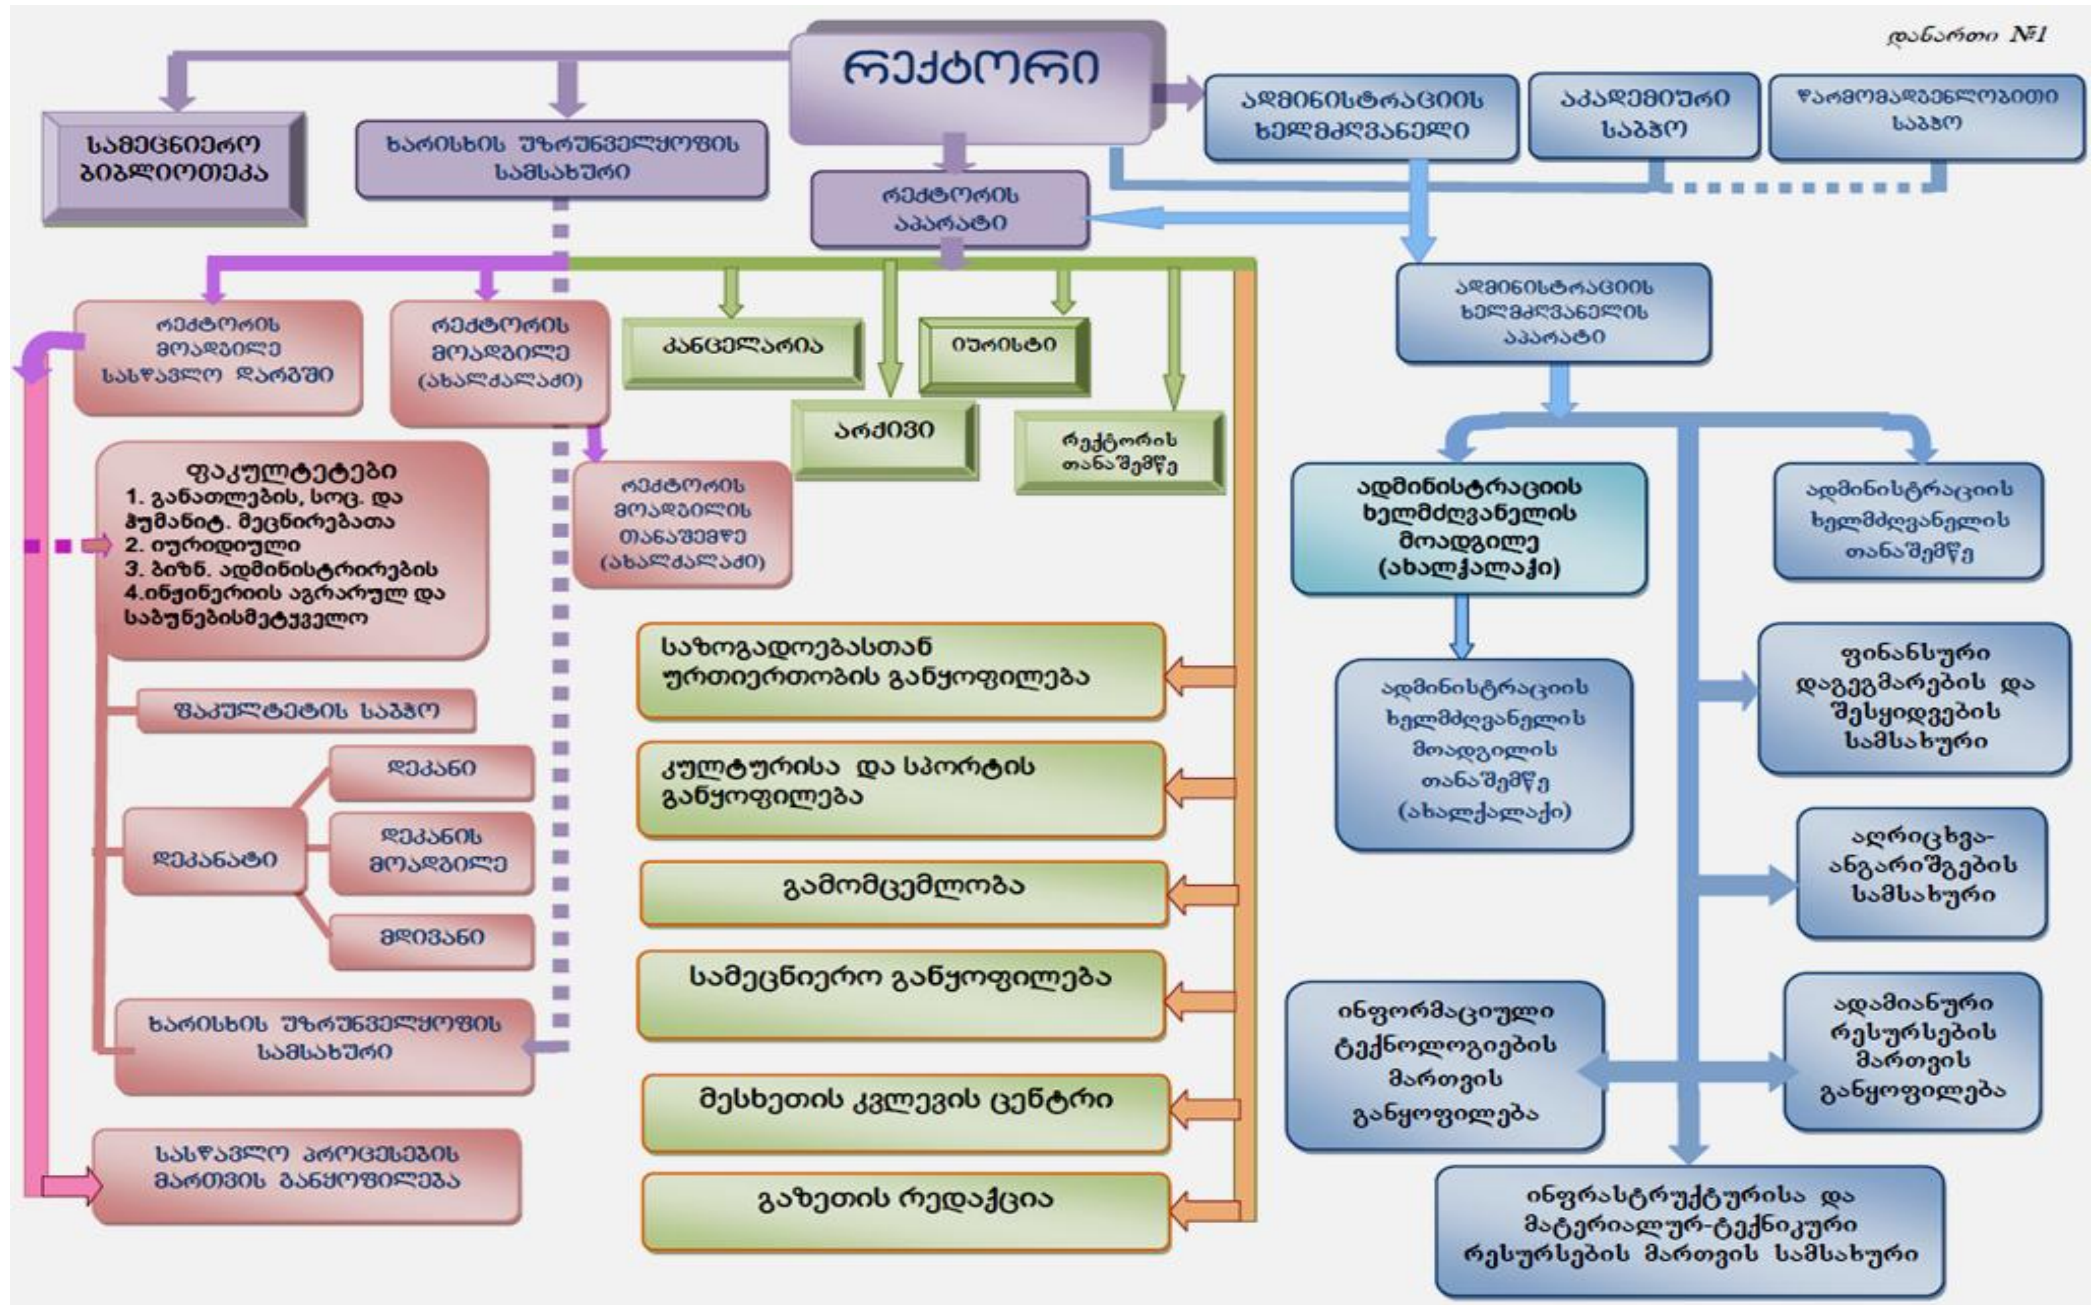 დანართი №1
რექტორი
სამეცნიერო
ბიბლიოთეკა
ხარისხის უზრუნველყოფის
სამსახური
რექტორის
აპარატი
ადმინისტრაციის
ხელმძღვანელი
აკადემიური
საბჭო
წარმომადგენლობითი
საბჭო
რექტორის
მოადგილე
სასწავლო დარგში
რექტორის
მოადგილე
(ახალქალაქი)
კანცელარია
არქივი
იურისტი
რექტორის
თანაშემწე
ადმინისტრაციის
ხელმძღვანელის
აპარატი
ფაკულტეტები
1. განათლების, სოც. და
ჰუმანიტ. მეცნირებათა
2. იურიდიული
3. ბიზნ. ადმინისტრირების
4.ინჟინერიის აგრარულ და
საბუნებისმეტყველო
რექტორის
მოადგილის
თანაშემწე
(ახალქალაქი)
ადმინისტრაციის
ხელმძღვანელის
მოადგილე
(ახალქალაქი)
ადმინისტრაციის
ხელმძღვანელის
თანაშემწე
ფაკულტეტის საბჭო
დეკანატი
დეკანი
დეკანის
მოადგილე
მდივანი
ხარისხის უზრუნველყოფის
სამსახური
სასწავლო პროცესების
მართვის განყოფილება
საზოგადოებასთან
ურთიერთობის განყოფილება
კულტურისა და სპორტის
განყოფილება
გამომცემლობა
სამეცნიერო განყოფილება
მესხეთის კვლევის ცენტრი
გაზეთის რედაქცია
ადმინისტრაციის
ხელმძღვანელის
მოადგილის
თანაშემწე
(ახალქალაქი)
ფინანსური
დაგეგმარების და
შესყიდვების
სამსახური
აღრიცხვა-
ანგარიშგების
სამსახური
ინფორმაციული
ტექნოლოგიების
მართვის
განყოფილება
ადამიანური
რესურსების
მართვის
განყოფილება
ინფრასტრუქტურისა და
მატერიალურ-ტექნიკური
რესურსების მართვის სამსახური